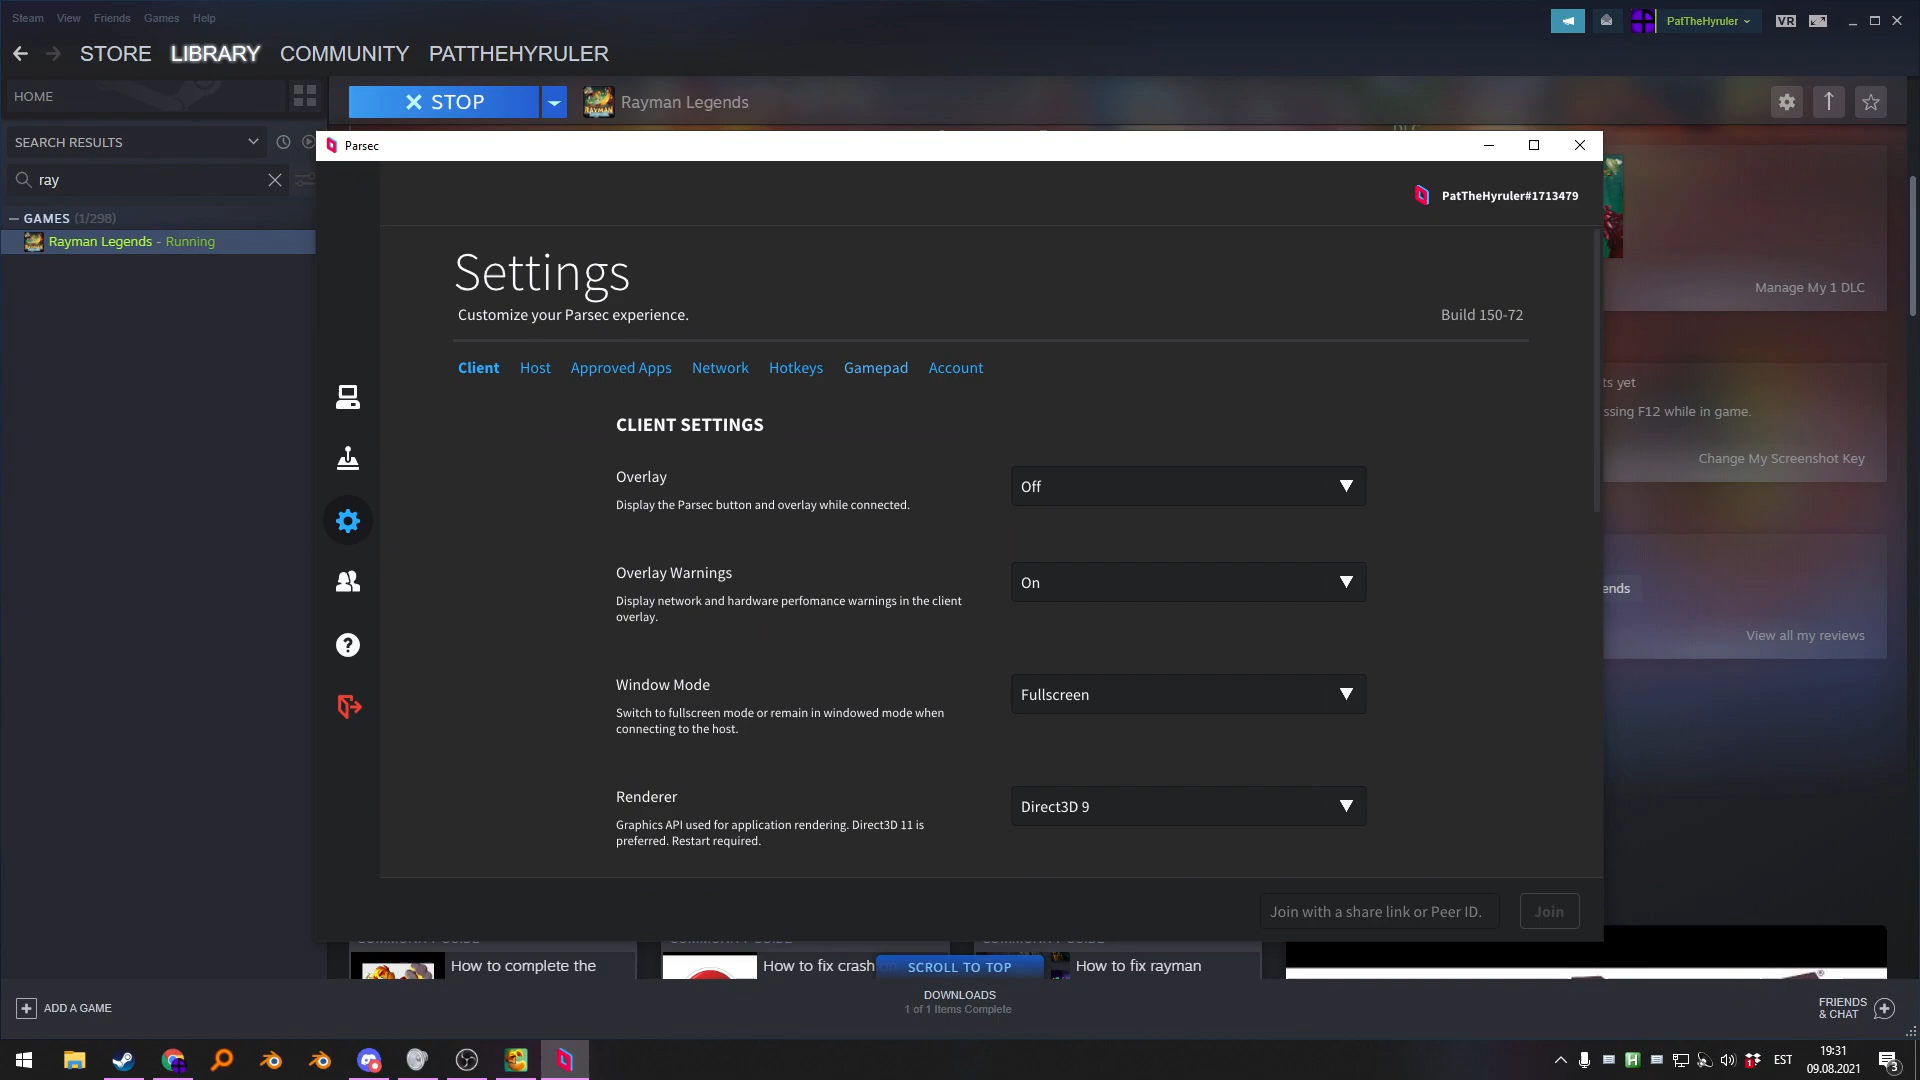 Steam View Friends Games Help
PatTheHyruler
VR
STORE LIBRARY COMMUNITY PATTHEHYRULER
HOME
STOP
Rayman Legends
SEARCH RESULTS
ray
GAMES (1/298)
Rayman Legends - Running
Parsec
PatTheHyruler#1713479
Settings
Customize your Parsec experience.
Build 150-72
Client Host Approved Apps Network Hotkeys Gamepad Account
CLIENT SETTINGS
Overlay
Off
Display the Parsec button and overlay while connected.
Overlay Warnings
On
Display network and hardware perfomance warnings in the client
overlay.
Window Mode
Fullscreen
Switch to fullscreen mode or remain in windowed mode when
connecting to the host.
Renderer
Direct3D 9
Graphics API used for application rendering. Direct3D 11 is
preferred. Restart required.
Join with a share link or Peer ID.
Join
Manage My 1 DLC
ts yet
ssing F12 while in game.
Change My Screenshot Key
ends
View all my reviews
How to complete the
How to fix crash
How to fix rayman
SCROLL TO TOP
ADD A GAME
DOWNLOADS
1 of 1 Items Complete
FRIENDS
& CHAT
EST
19:31
09.08.2021
3